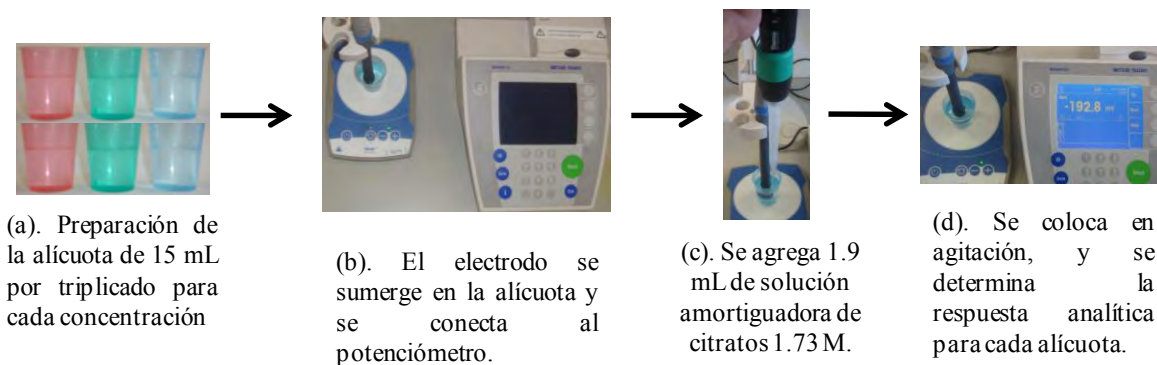 (a). Preparación de
la alícuota de 15 mL
por triplicado para
cada concentración
(b). El electrodo se
sumerge en la alícuota y
se conecta al
potenciómetro.
(c). Se agrega 1.9
mL de solución
amortiguadora de
citratos 1.73 M.
(d). Se coloca en
agitación, y se
determina la
respuesta analítica
para cada alícuota.
-192.8